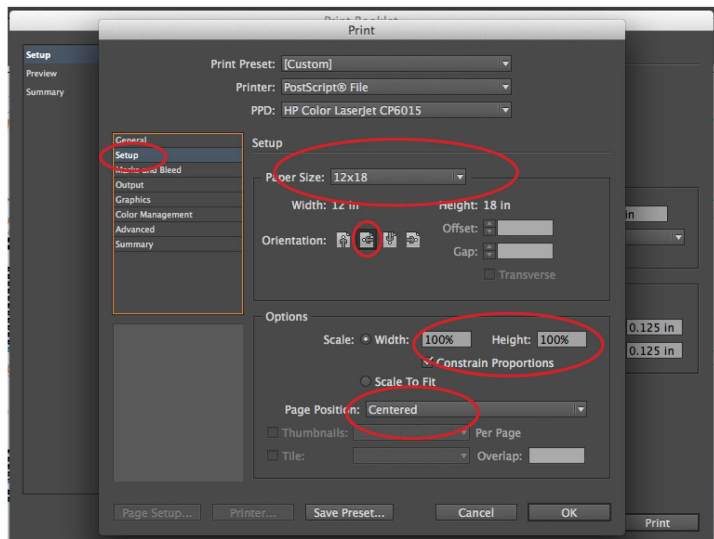 Print Booklet
Print
Setup
Preview
Summary
Print Preset: [Custom]
Printer: PostScript® File
PPD: HP Color LaserJet CP6015
General
Setup
Marks and Bleed
Output
Graphics
Color Management
Advanced
Summary
Setup
Paper Size: 12x18
Width: 12 in Height: 18 in
Orientation:
Offset:
Gap:
Transverse
Options
Scale: Width: 100% Height: 100%
Constrain Proportions
Scale To Fit
Page Position: Centered
Thumbnails: Per Page
Tile: Overlap:
in
0.125 in
0.125 in
Page Setup... Printer... Save Preset... Cancel OK
Print